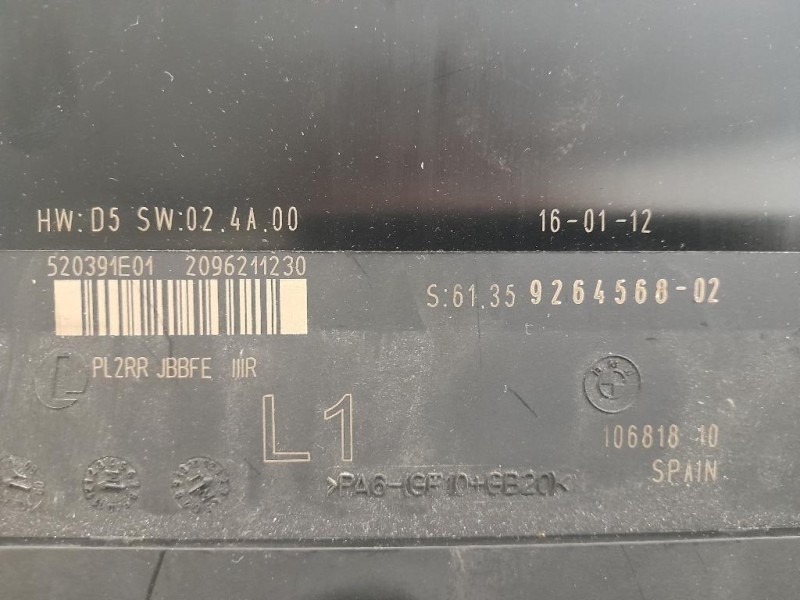 HW:D5 SW:02.4A.00
16-01-12
520391E01 2096211230
S:61.35 9264568-02
PL2RR JBBFE IIIR
L1
BMW
106818 10
>PA6-(GF10+GB20)<
SPAIN